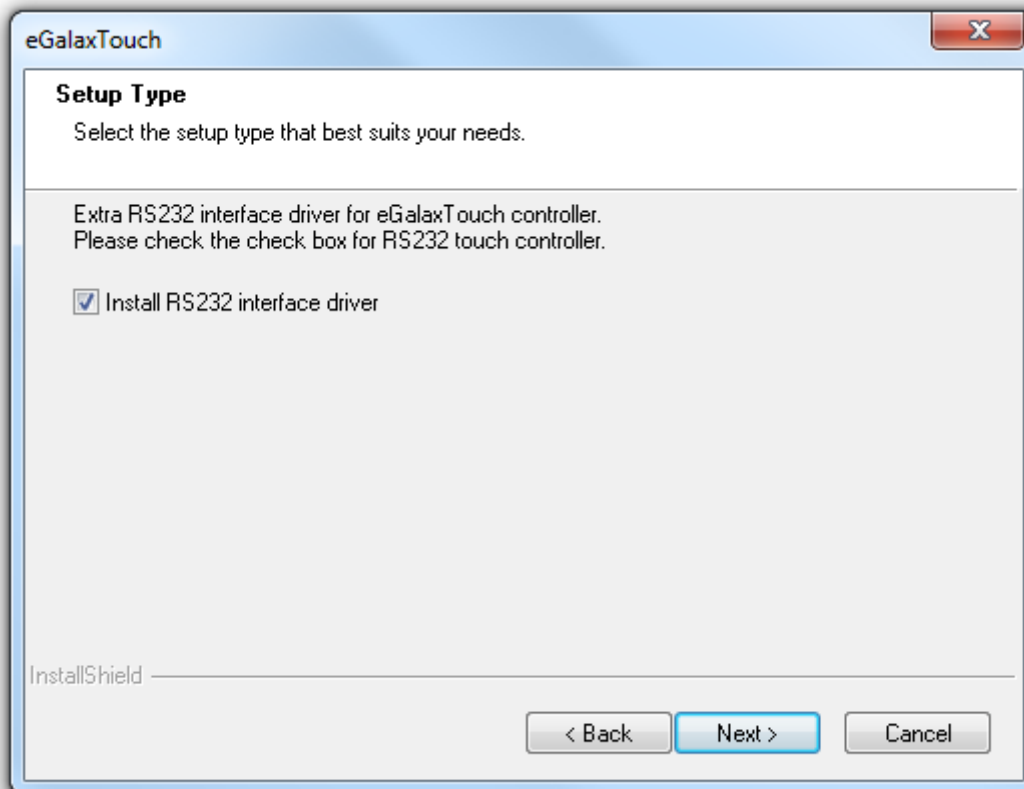 eGalaxTouch
Setup Type
Select the setup type that best suits your needs.
Extra RS232 interface driver for eGalaxTouch controller.
Please check the check box for RS232 touch controller.
Install RS232 interface driver
InstallShield
< Back
Next >
Cancel